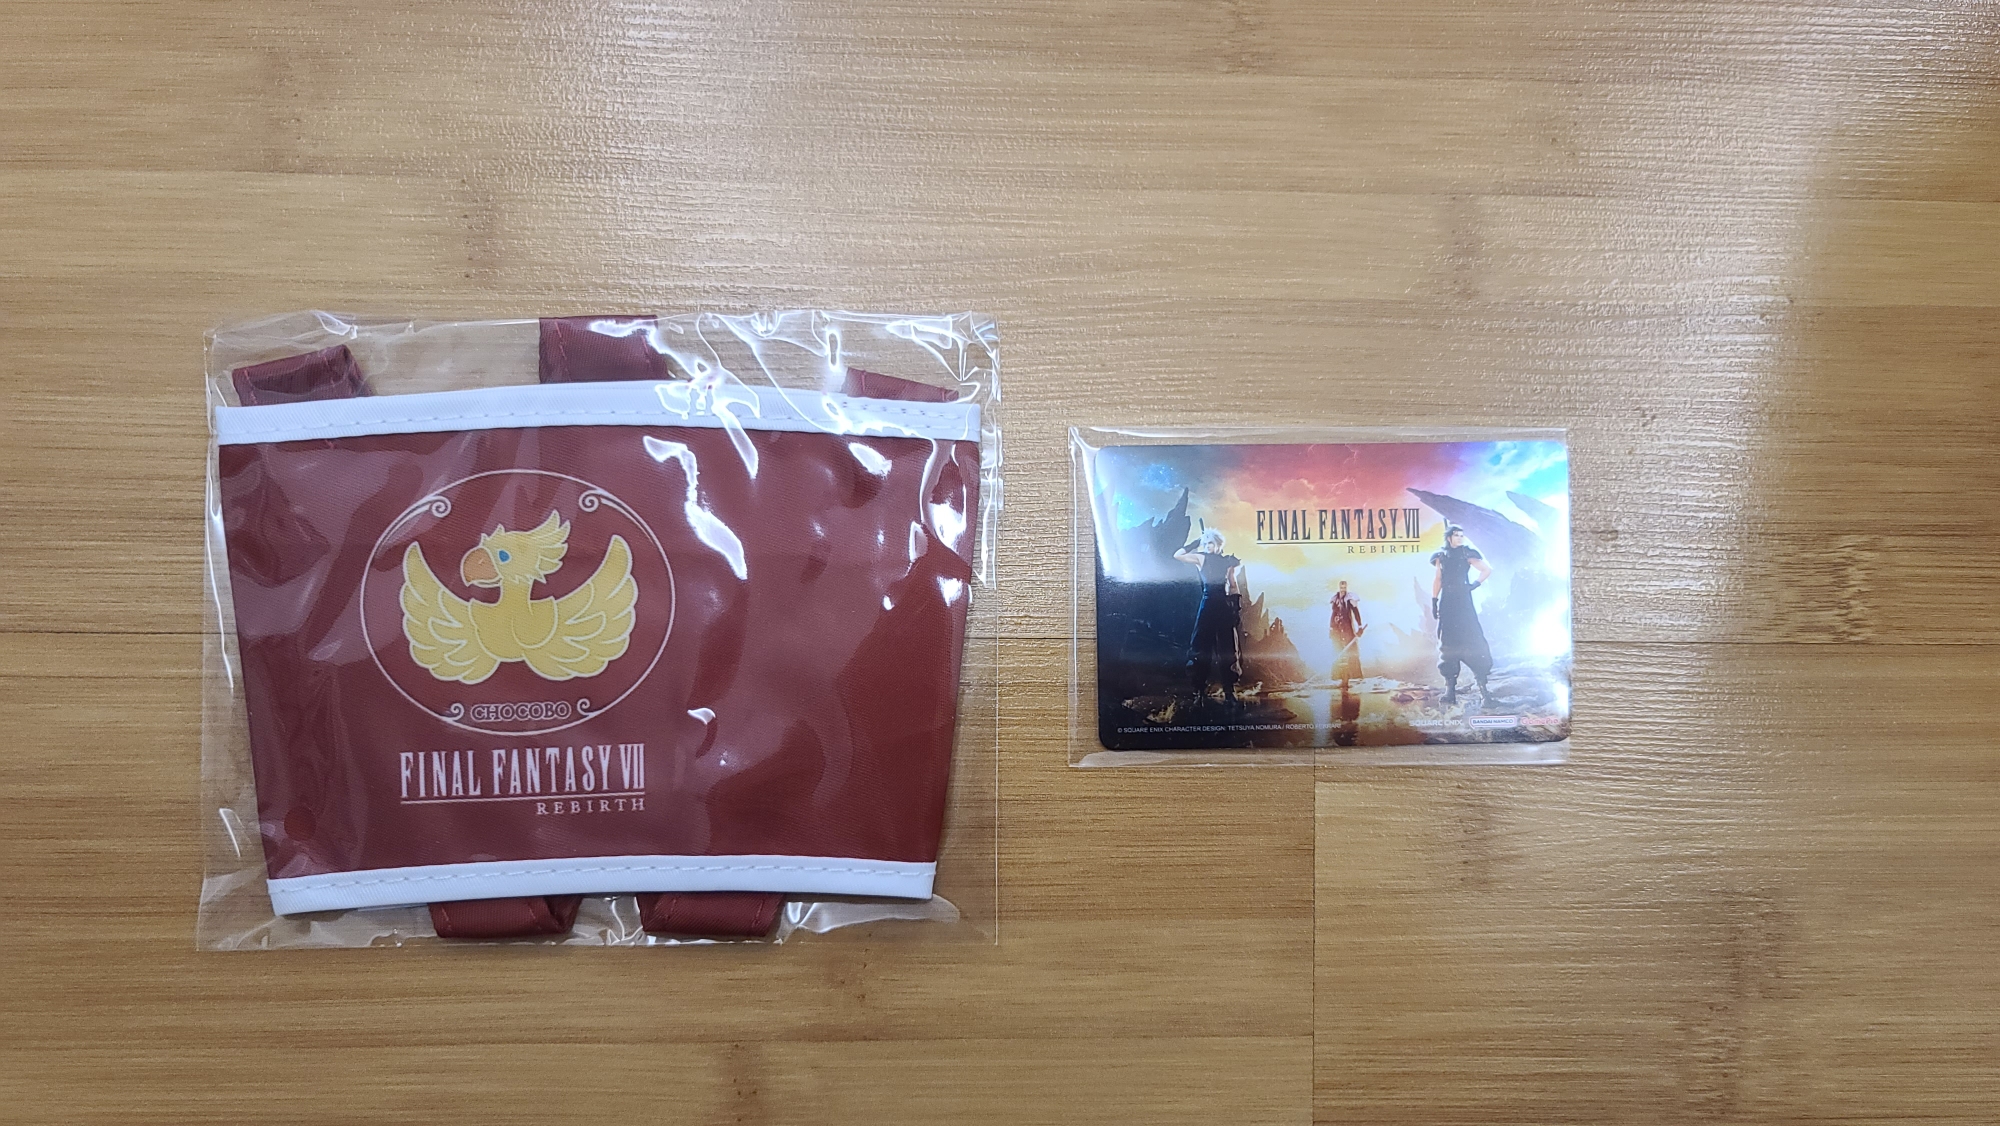 CHOCOBO
FINAL FANTASY VII
REBIRTH
FINAL FANTASY VII
REBIRTH
© SQUARE ENIX CHARACTER DESIGN: TETSUYA NOMURA / ROBERTO FERRARI
SQUARE ENIX.
BANDAI NAMCO